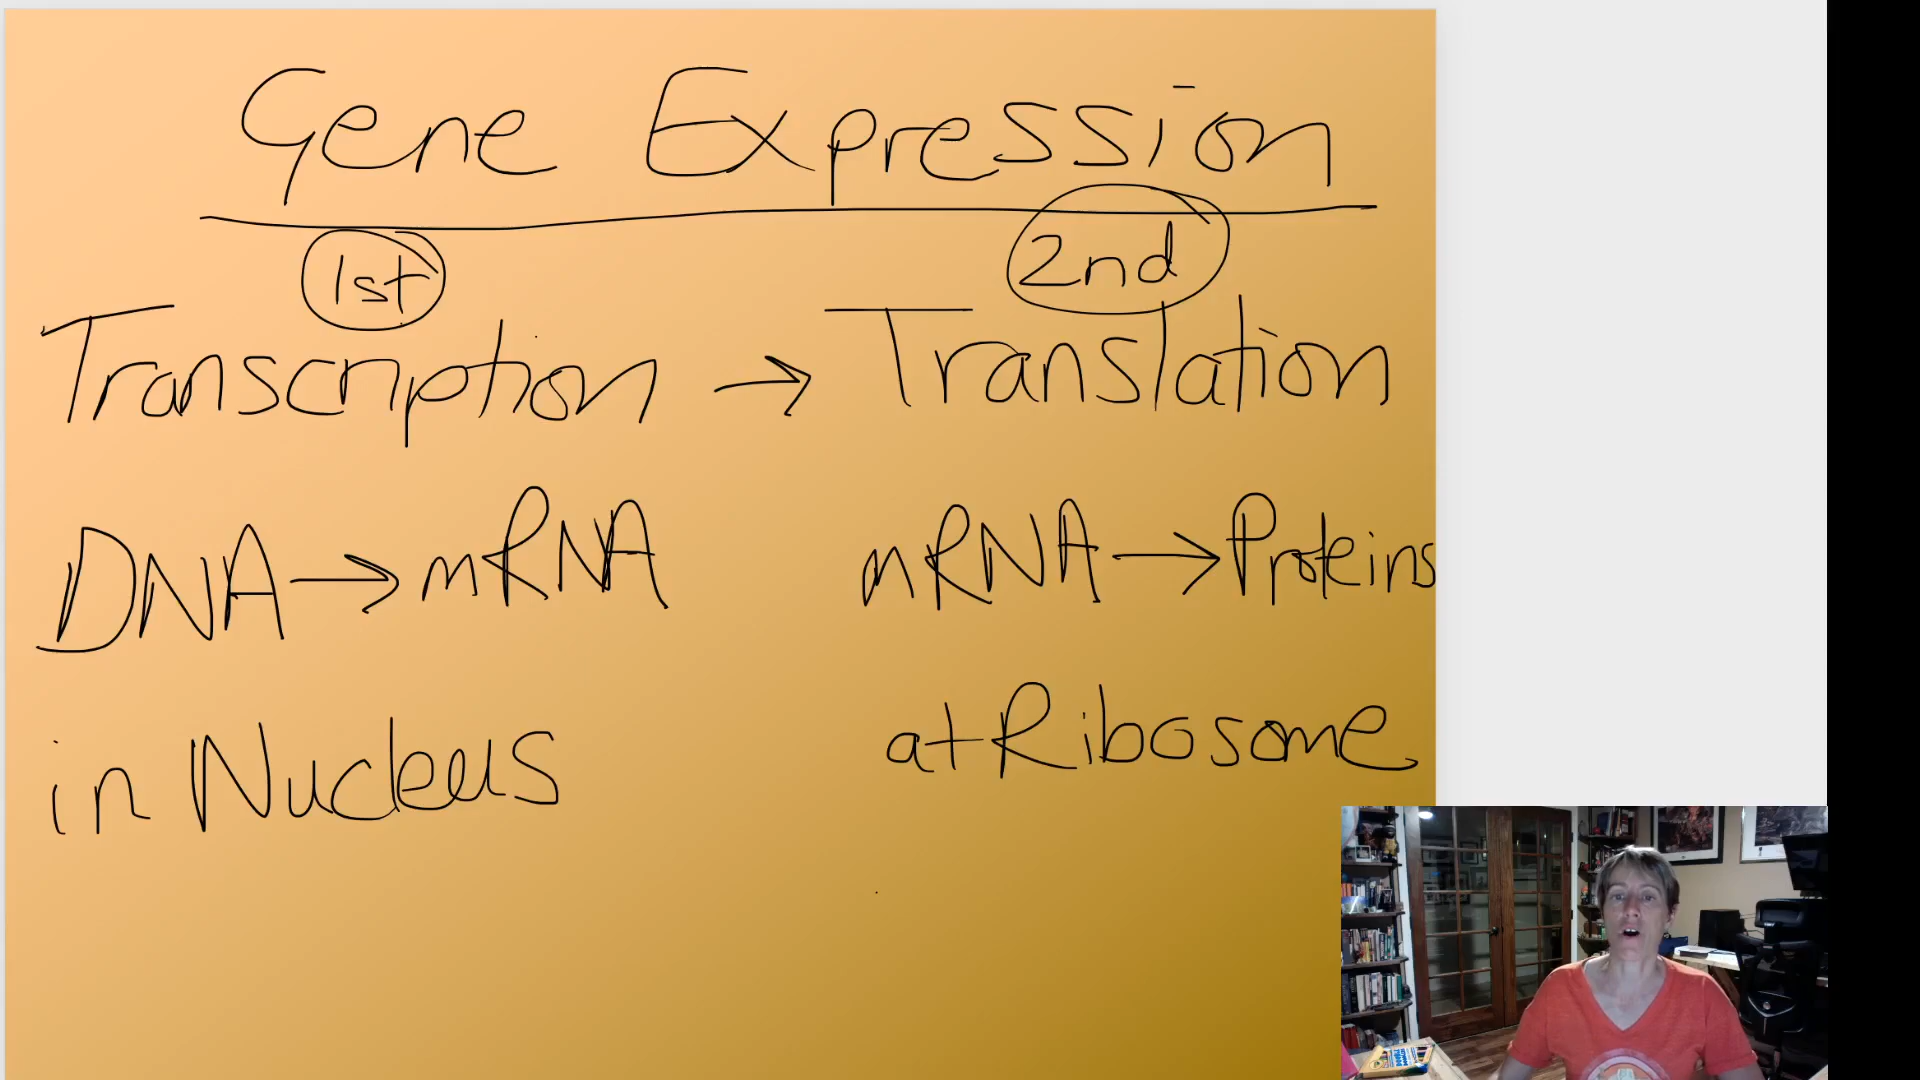 Gene Expression
1st 2nd
Transcription → Translation
DNA → mRNA mRNA → Proteins
in Nucleus at Ribosome